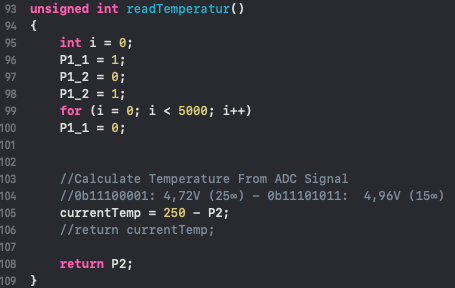 93 unsigned int readTemperatur()
94 {
95 int i = 0;
96 P1_1 = 1;
97 P1_2 = 0;
98 P1_2 = 1;
99 for (i = 0; i < 5000; i++)
100 P1_1 = 0;
101
102
103 //Calculate Temperature From ADC Signal
104 //0b11100001: 4,72V (25∞) - 0b11101011:  4,96V (15∞)
105 currentTemp = 250 - P2;
106 //return currentTemp;
107
108 return P2;
109 }